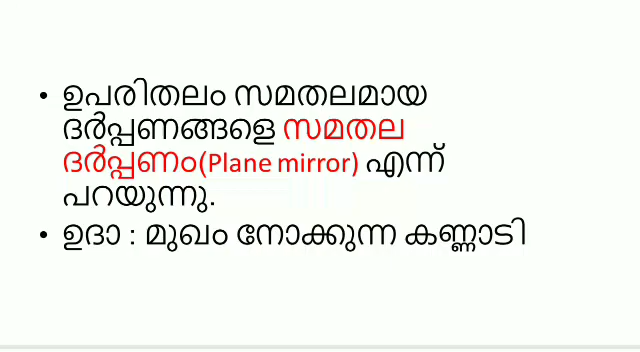 • ഉപരിതലം സമതലമായ
ദർപ്പണങ്ങളെ സമതല
ദർപ്പണം(Plane mirror) എന്ന്
പറയുന്നു.
• ഉദാ : മുഖം നോക്കുന്ന കണ്ണാടി